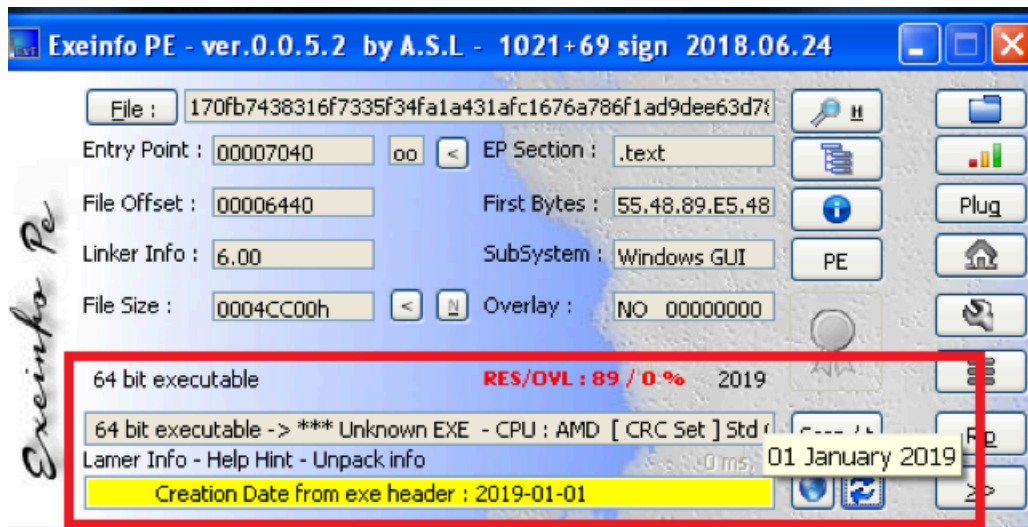 Exeinfo PE - ver.0.0.5.2 by A.S.L - 1021+69 sign 2018.06.24
File : 170fb7438316f7335f34fa1a431afc1676a786f1ad9dee63d78
H
Entry Point : 00007040 oo < EP Section : .text
File Offset : 00006440 First Bytes : 55.48.89.E5.48
Plug
Linker Info : 6.00 SubSystem : Windows GUI
PE
File Size : 0004CC00h < N Overlay : NO 00000000
Exeinfo Pe
64 bit executable RES/OVL : 89 / 0 % 2019
64 bit executable -> *** Unknown EXE - CPU : AMD [ CRC Set ] Std
Lamer Info - Help Hint - Unpack info
01 January 2019
Creation Date from exe header : 2019-01-01
>>